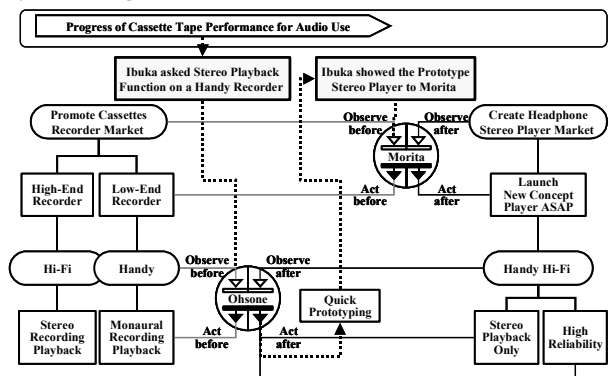 Progress of Cassette Tape Performance for Audio Use
Ibuka asked Stereo Playback
Function on a Handy Recorder
Ibuka showed the Prototype
Stereo Player to Morita
Promote Cassettes
Recorder Market
Observe
before
Observe
after
Create Headphone
Stereo Player Market
Morita
High-End
Recorder
Low-End
Recorder
Act
before
Act
after
Launch
New Concept
Player ASAP
Hi-Fi
Handy
Observe
before
Observe
after
Handy Hi-Fi
Ohsone
Quick
Prototyping
Stereo
Recording
Playback
Monaural
Recording
Playback
Act
before
Act
after
Stereo
Playback
Only
High
Reliability